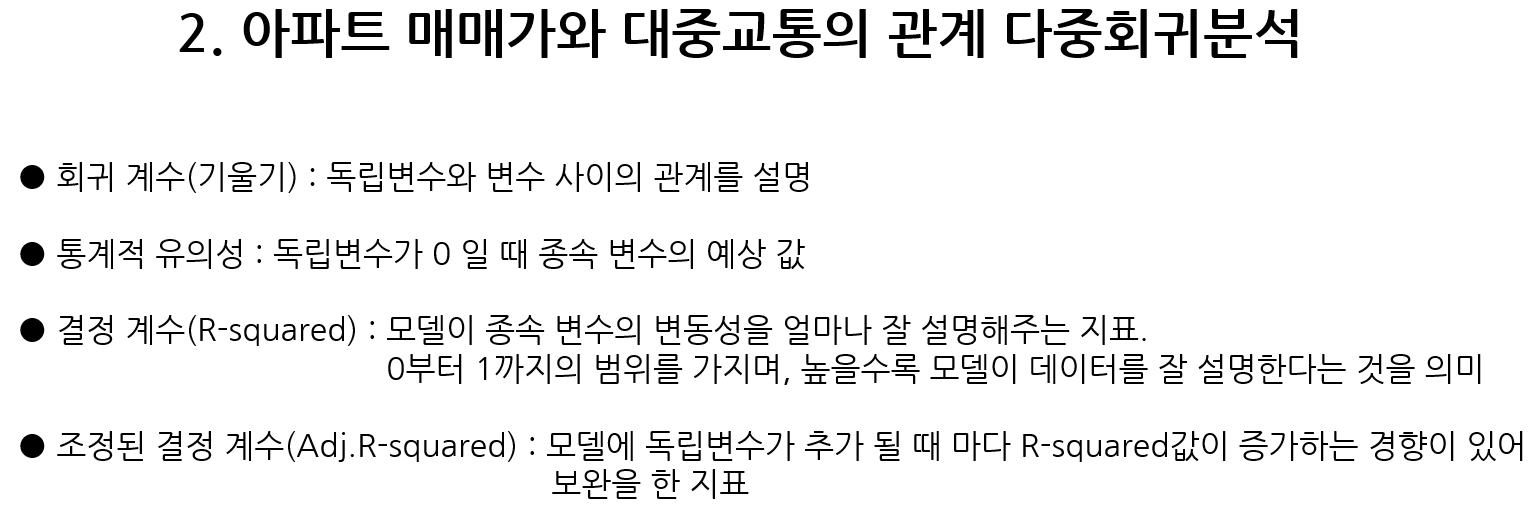 2. 아파트 매매가와 대중교통의 관계 다중회귀분석
● 회귀 계수(기울기) : 독립변수와 변수 사이의 관계를 설명
● 통계적 유의성 : 독립변수가 0 일 때 종속 변수의 예상 값
● 결정 계수(R-squared) : 모델이 종속 변수의 변동성을 얼마나 잘 설명해주는 지표.
0부터 1까지의 범위를 가지며, 높을수록 모델이 데이터를 잘 설명한다는 것을 의미
● 조정된 결정 계수(Adj.R-squared) : 모델에 독립변수가 추가 될 때 마다 R-squared값이 증가하는 경향이 있어
보완을 한 지표